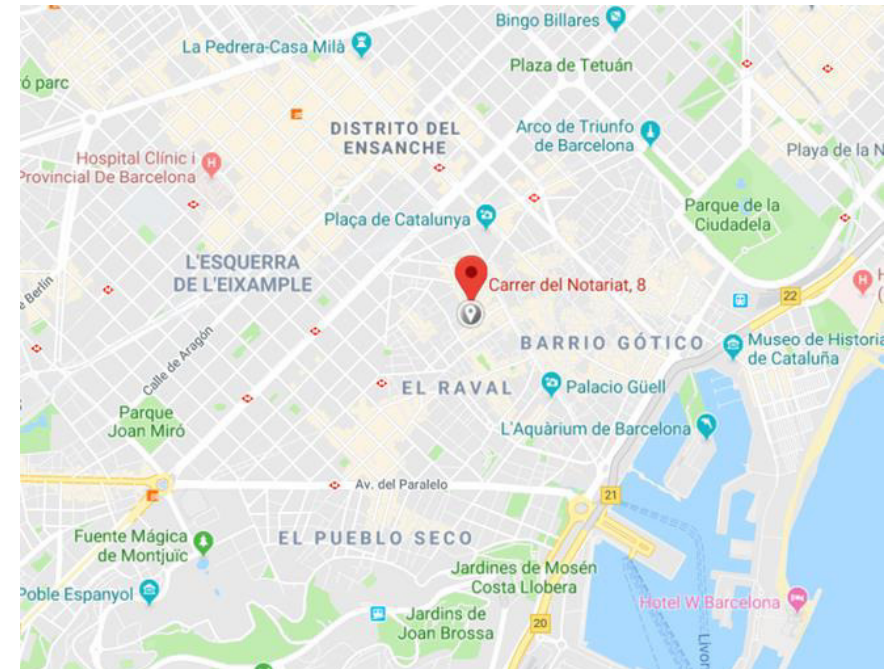 Bingo Billares
La Pedrera-Casa Milà
Plaza de Tetuán
ó parc
DISTRITO DEL
ENSANCHE
Arco de Triunfo
de Barcelona
Hospital Clínic i
Provincial De Barcelona
Playa de la N
Parque de la
Ciudadela
Plaça de Catalunya
L'ESQUERRA
DE L'EIXAMPLE
Carrer del Notariat, 8
H
(
22
e Berlín
BARRIO GÓTICO
Museo de Historia
de Cataluña
Calle de Aragón
EL RAVAL
Palacio Güell
Parque
Joan Miró
L'Aquàrium de Barcelona
Av. del Paralelo
21
Fuente Mágica
de Montjuïc
EL PUEBLO SECO
Jardines de Mosén
Costa Llobera
Poble Espanyol
Hotel W Barcelona
Jardins de
Joan Brossa
20
Livor